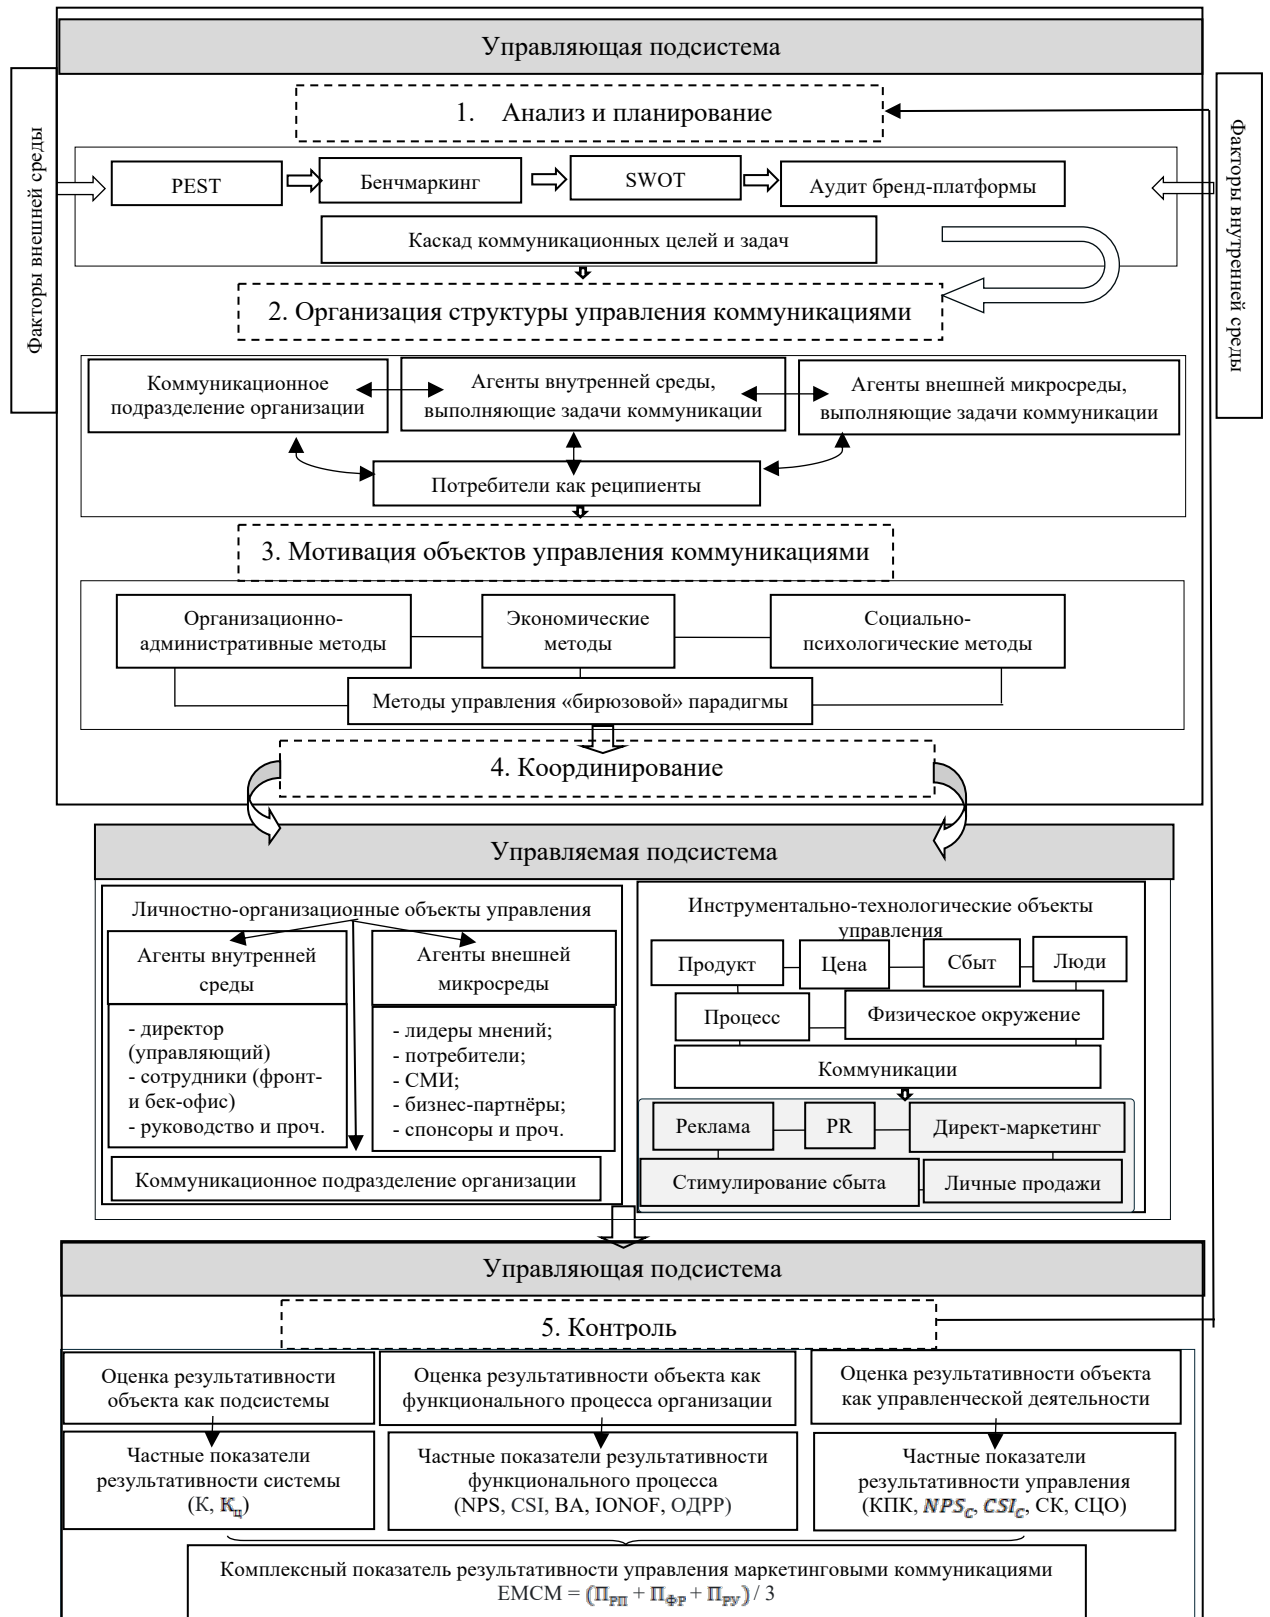 Управляющая подсистема
Факторы внешней среды
Факторы внутренней среды
1. Анализ и планирование
PEST
Бенчмаркинг
SWOT
Аудит бренд-платформы
Каскад коммуникационных целей и задач
2. Организация структуры управления коммуникациями
Коммуникационное
подразделение организации
Агенты внутренней среды,
выполняющие задачи коммуникации
Агенты внешней микросреды,
выполняющие задачи коммуникации
Потребители как реципиенты
3. Мотивация объектов управления коммуникациями
Организационно-
административные методы
Экономические
методы
Социально-
психологические методы
Методы управления «бирюзовой» парадигмы
4. Координирование
Управляемая подсистема
Личностно-организационные объекты управления
Агенты внутренней
среды
Агенты внешней
микросреды
- директор
(управляющий)
- сотрудники (фронт-
и бек-офис)
- руководство и проч.
- лидеры мнений;
- потребители;
- СМИ;
- бизнес-партнёры;
- спонсоры и проч.
Коммуникационное подразделение организации
Инструментально-технологические объекты
управления
Продукт
Цена
Сбыт
Люди
Процесс
Физическое окружение
Коммуникации
Реклама
PR
Директ-маркетинг
Стимулирование сбыта
Личные продажи
Управляющая подсистема
5. Контроль
Оценка результативности
объекта как подсистемы
Оценка результативности объекта как
функционального процесса организации
Оценка результативности объекта
как управленческой деятельности
Частные показатели
результативности системы
(К, К_ц)
Частные показатели результативности
функционального процесса
(NPS, CSI, BA, IONOF, ОДРР)
Частные показатели
результативности управления
(КПК, NPS_C, CSI_C, СК, СЦО)
Комплексный показатель результативности управления маркетинговыми коммуникациями
EMCM = (П_РП + П_ФР + П_РУ) / 3